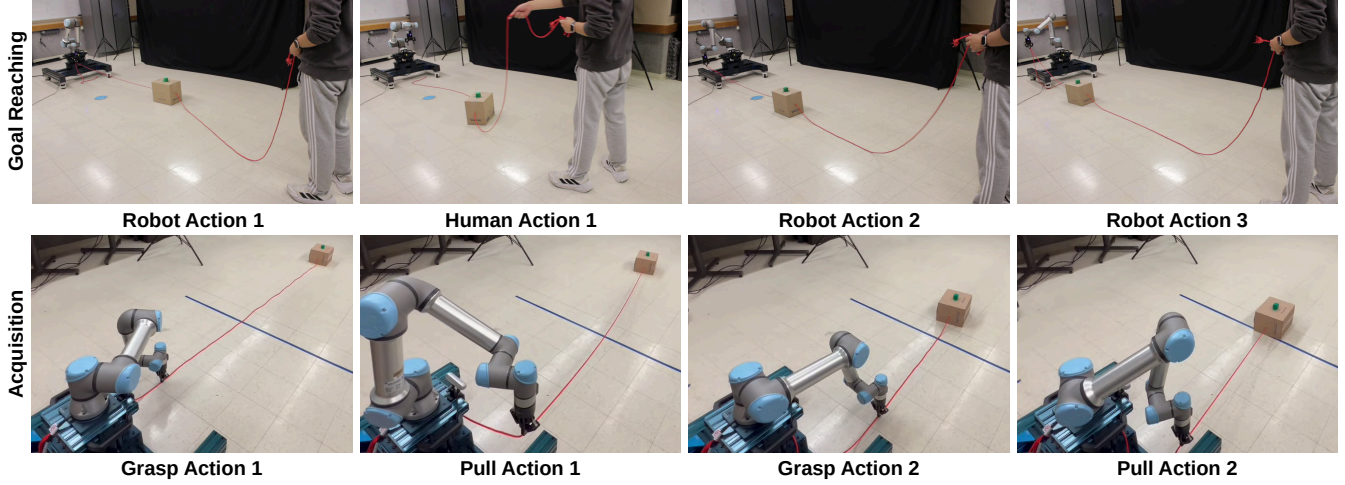 Goal Reaching
Robot Action 1
Human Action 1
Robot Action 2
Robot Action 3
Acquisition
Grasp Action 1
Pull Action 1
Grasp Action 2
Pull Action 2